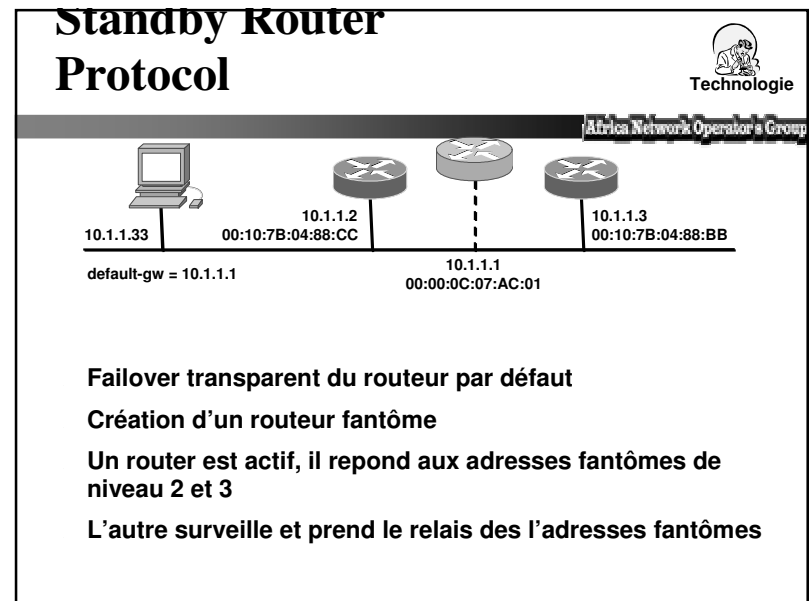 Standby Router
Protocol
Technologie
Africa Network Operator's Group
10.1.1.33
10.1.1.2
00:10:7B:04:88:CC
10.1.1.3
00:10:7B:04:88:BB
default-gw = 10.1.1.1
10.1.1.1
00:00:0C:07:AC:01
Failover transparent du routeur par défaut
Création d'un routeur fantôme
Un router est actif, il repond aux adresses fantômes de
niveau 2 et 3
L'autre surveille et prend le relais des l'adresses fantômes